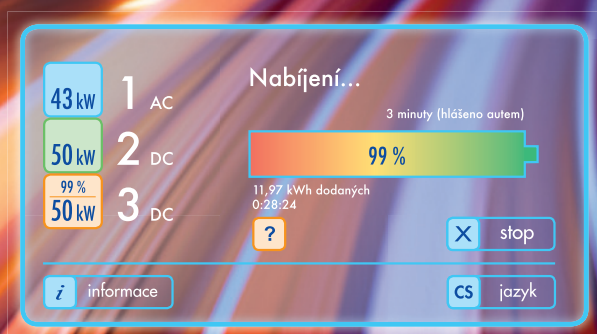 43 kW 1 AC
50 kW 2 DC
99 %
50 kW 3 DC
Nabíjení...
3 minuty (hlášeno autem)
99 %
11,97 kWh dodaných
0:28:24
?
X stop
i informace
CS jazyk